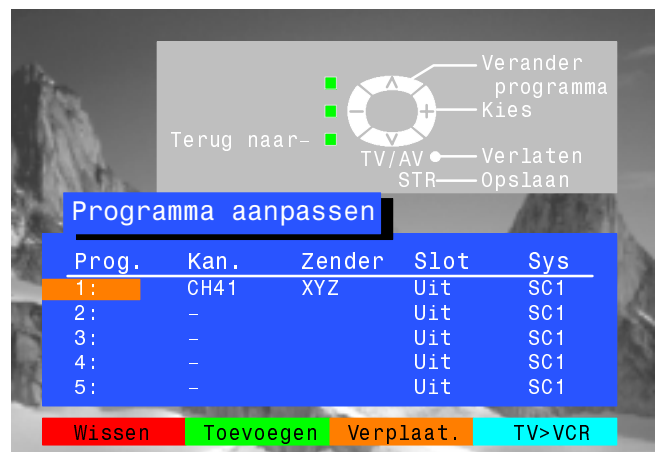 Verander
programma
Kies
Terug naar–
TV/AV Verlaten
STR Opslaan
Programma aanpassen
Prog. Kan. Zender Slot Sys
1: CH41 XYZ Uit SC1
2: – Uit SC1
3: – Uit SC1
4: – Uit SC1
5: – Uit SC1
Wissen Toevoegen Verplaat. TV>VCR